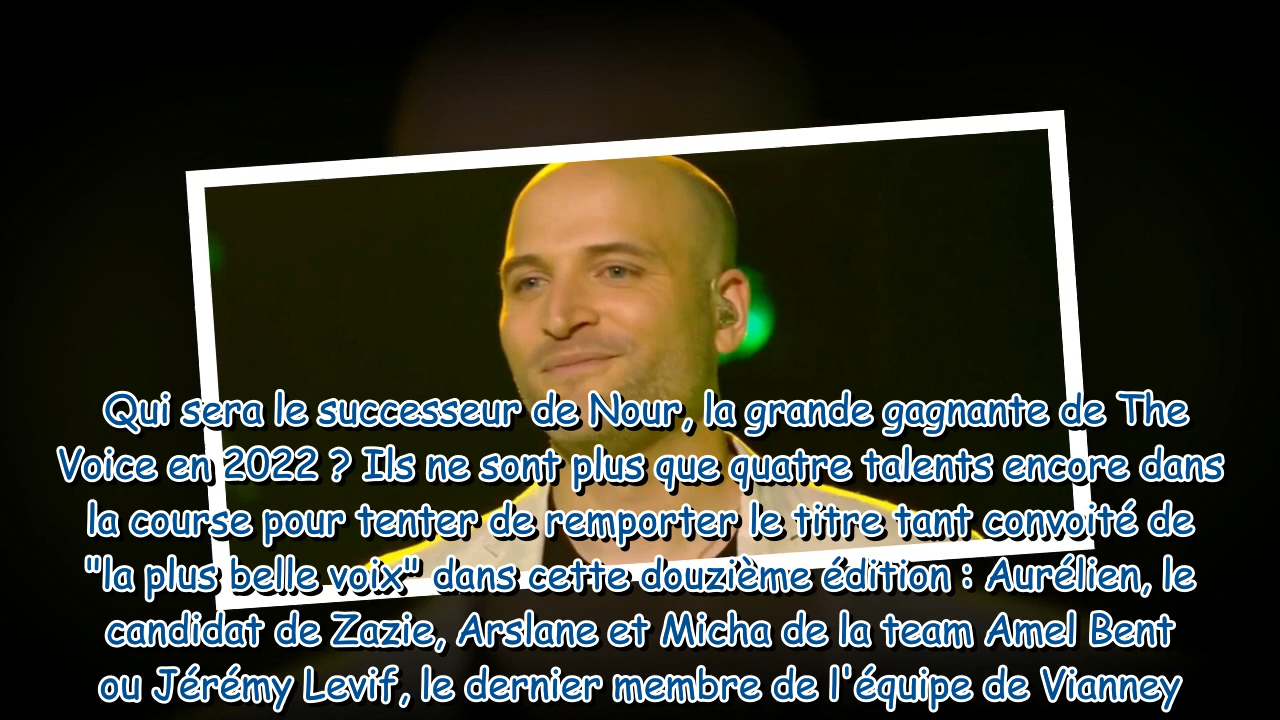 Qui sera le successeur de Nour, la grande gagnante de The
Voice en 2022 ? Ils ne sont plus que quatre talents encore dans
la course pour tenter de remporter le titre tant convoité de
"la plus belle voix" dans cette douzième édition : Aurélien, le
candidat de Zazie, Arslane et Micha de la team Amel Bent
ou Jérémy Levif, le dernier membre de l'équipe de Vianney